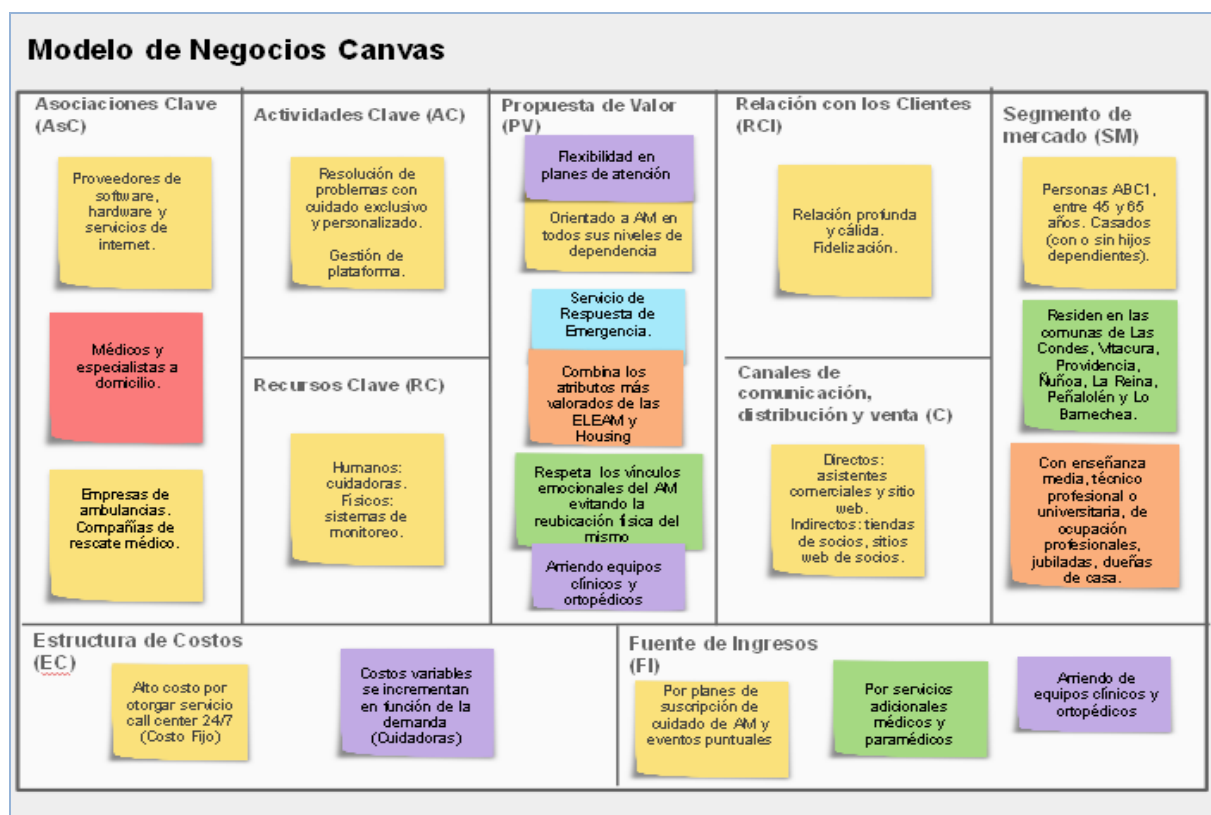 Modelo de Negocios Canvas
Asociaciones Clave
(AsC)
Proveedores de
software,
hardware y
servicios de
internet.
Médicos y
especialistas a
domicilio.
Empresas de
ambulancias.
Compañías de
rescate médico.
Actividades Clave (AC)
Resolución de
problemas con
cuidado exclusivo
y personalizado.
Gestión de
plataforma.
Recursos Clave (RC)
Humanos:
cuidadoras.
Físicos:
sistemas de
monitoreo.
Propuesta de Valor
(PV)
Flexibilidad en
planes de atención
Orientado a AM en
todos sus niveles de
dependencia
Servicio de
Respuesta de
Emergencia.
Combina los
atributos más
valorados de las
ELEAM y
Housing
Respeta los vínculos
emocionales del AM
evitando la
reubicación física del
mismo
Arriendo equipos
clínicos y
ortopédicos
Relación con los Clientes
(RCl)
Relación profunda
y cálida.
Fidelización.
Canales de
comunicación,
distribución y venta (C)
Directos:
asistentes
comerciales y sitio
web.
Indirectos: tiendas
de socios, sitios
web de socios.
Segmento de
mercado (SM)
Personas ABC1,
entre 45 y 65
años. Casados
(con o sin hijos
dependientes).
Residen en las
comunas de Las
Condes, Vitacura,
Providencia,
Ñuñoa, La Reina,
Peñalolén y Lo
Barnechea.
Con enseñanza
media, técnico
profesional o
universitaria, de
ocupación
profesionales,
jubiladas, dueñas
de casa.
Estructura de Costos
(EC)
Alto costo por
otorgar servicio
call center 24/7
(Costo Fijo)
Costos variables
se incrementan
en función de la
demanda
(Cuidadoras)
Fuente de Ingresos
(FI)
Por planes de
suscripción de
cuidado de AM y
eventos puntuales
Por servicios
adicionales
médicos y
paramédicos
Arriendo de
equipos clínicos y
ortopédicos